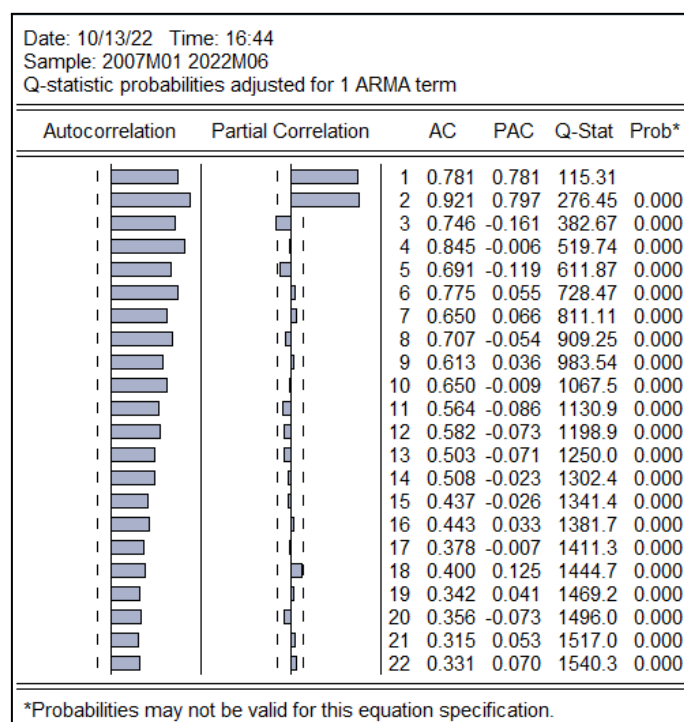 Date: 10/13/22 Time: 16:44
Sample: 2007M01 2022M06
Q-statistic probabilities adjusted for 1 ARMA term
Autocorrelation Partial Correlation AC PAC Q-Stat Prob*
1 0.781 0.781 115.31
2 0.921 0.797 276.45 0.000
3 0.746 -0.161 382.67 0.000
4 0.845 -0.006 519.74 0.000
5 0.691 -0.119 611.87 0.000
6 0.775 0.055 728.47 0.000
7 0.650 0.066 811.11 0.000
8 0.707 -0.054 909.25 0.000
9 0.613 0.036 983.54 0.000
10 0.650 -0.009 1067.5 0.000
11 0.564 -0.086 1130.9 0.000
12 0.582 -0.073 1198.9 0.000
13 0.503 -0.071 1250.0 0.000
14 0.508 -0.023 1302.4 0.000
15 0.437 -0.026 1341.4 0.000
16 0.443 0.033 1381.7 0.000
17 0.378 -0.007 1411.3 0.000
18 0.400 0.125 1444.7 0.000
19 0.342 0.041 1469.2 0.000
20 0.356 -0.073 1496.0 0.000
21 0.315 0.053 1517.0 0.000
22 0.331 0.070 1540.3 0.000
*Probabilities may not be valid for this equation specification.